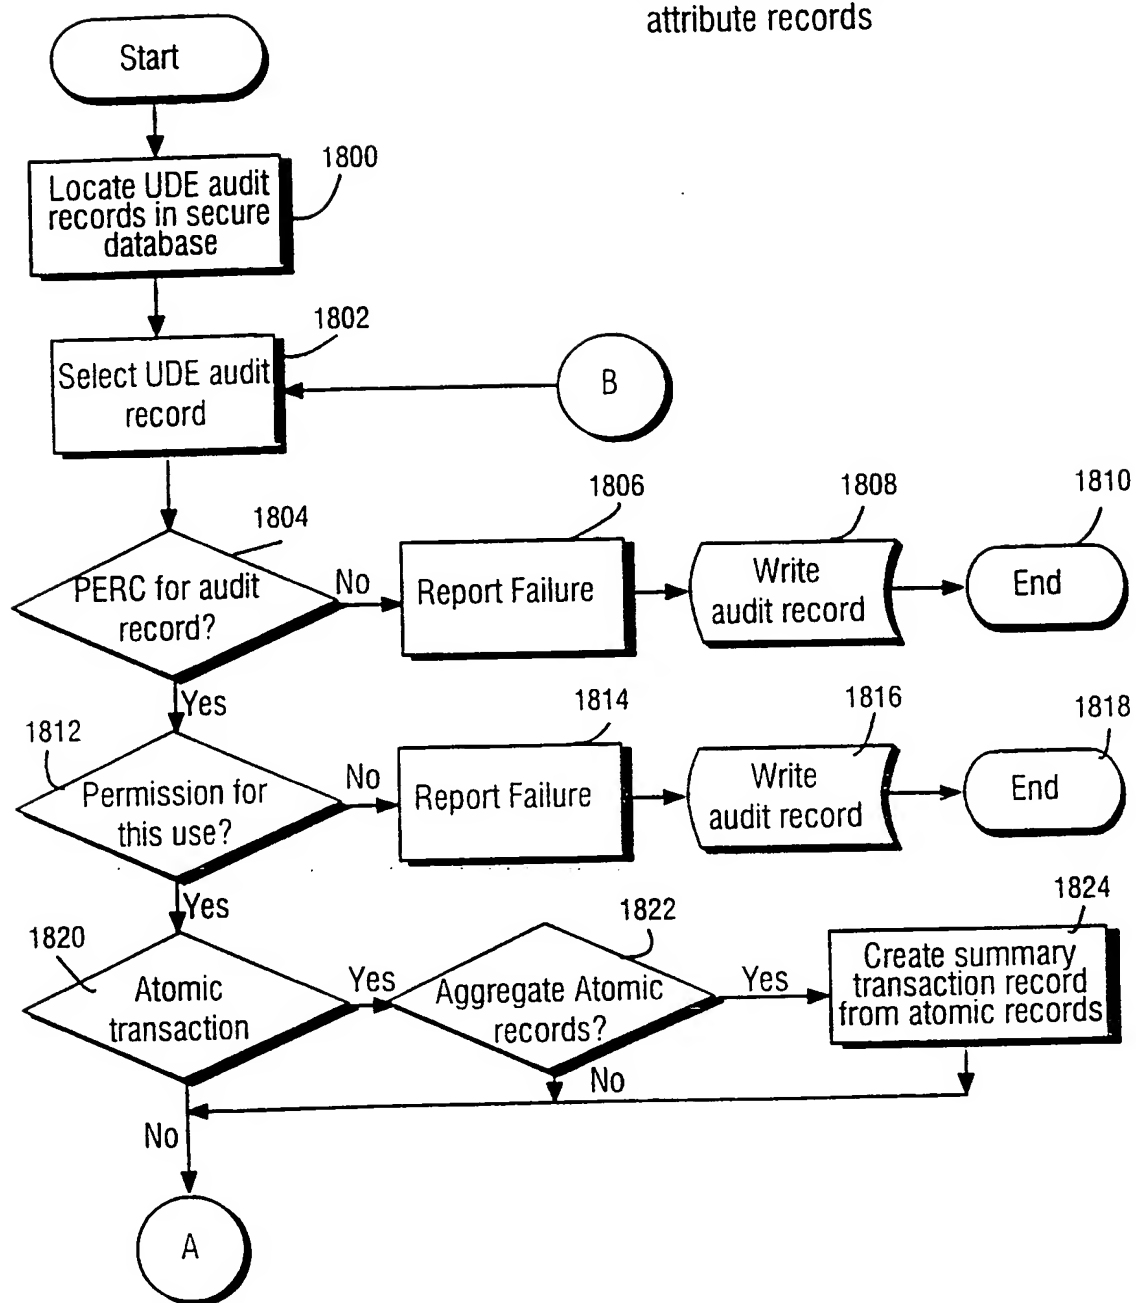 attribute records
Start
1800
Locate UDE audit
records in secure
database
1802
Select UDE audit
record
B
1804
PERC for audit
record?
No
1806
Report Failure
1808
Write
audit record
1810
End
Yes
1812
Permission for
this use?
No
1814
Report Failure
1816
Write
audit record
1818
End
Yes
1820
Atomic
transaction
Yes
1822
Aggregate Atomic
records?
Yes
1824
Create summary
transaction record
from atomic records
No
No
A